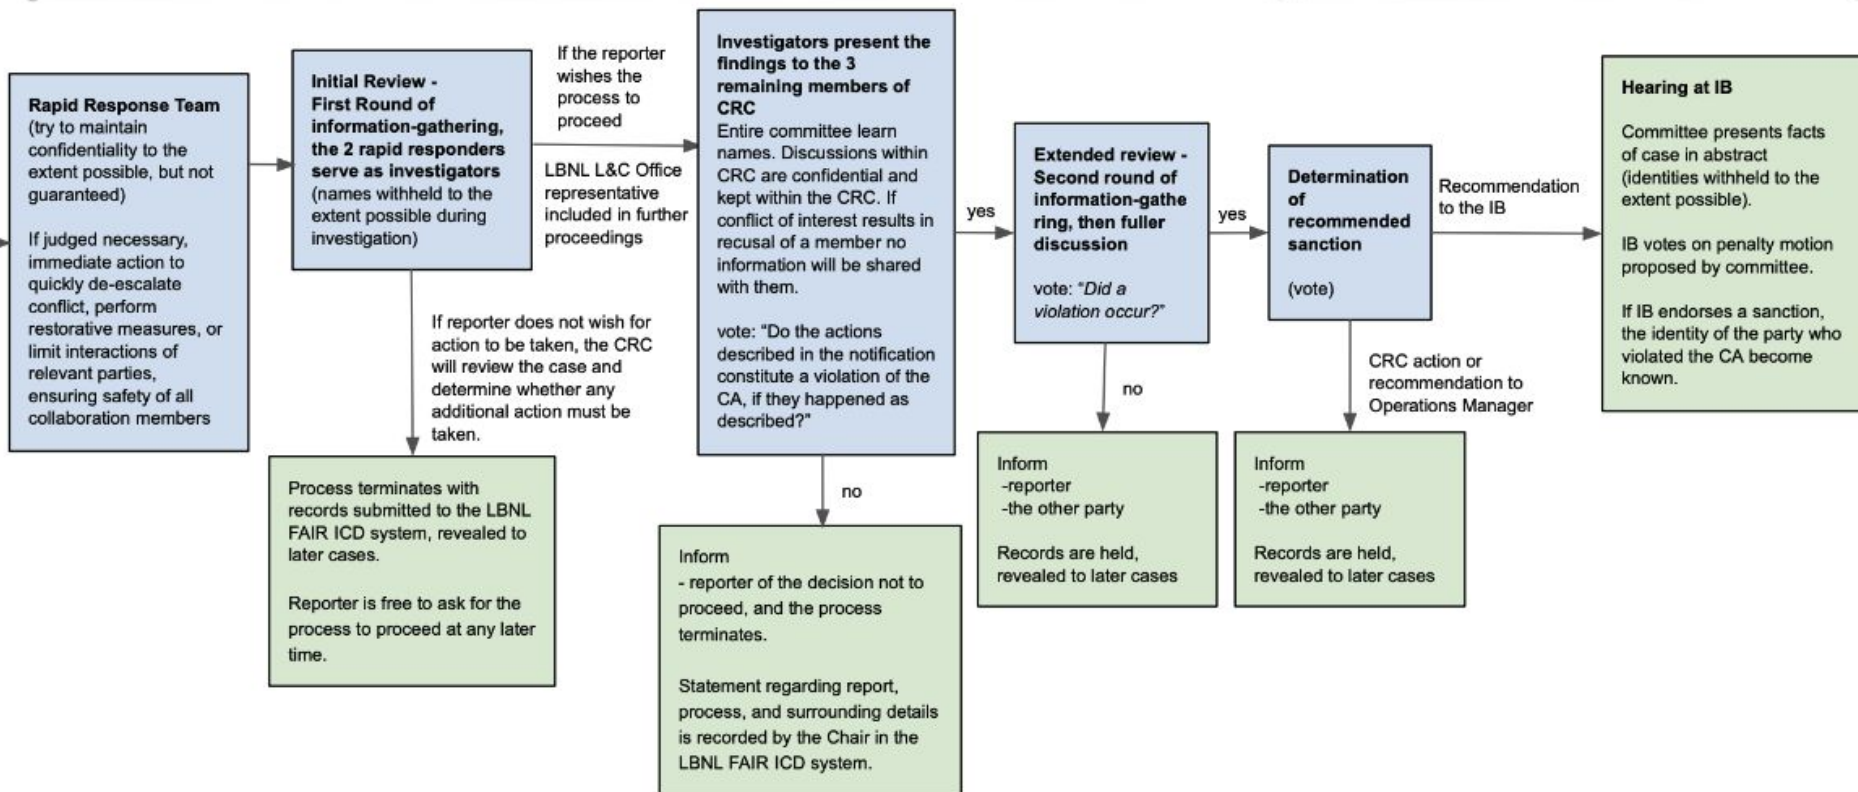 Rapid Response Team
(try to maintain
confidentiality to the
extent possible, but not
guaranteed)
If judged necessary,
immediate action to
quickly de-escalate
conflict, perform
restorative measures, or
limit interactions of
relevant parties,
ensuring safety of all
collaboration members
Initial Review -
First Round of
information-gathering,
the 2 rapid responders
serve as investigators
(names withheld to the
extent possible during
investigation)
If the reporter
wishes the
process to
proceed
LBNL L&C Office
representative
included in further
proceedings
If reporter does not wish for
action to be taken, the CRC
will review the case and
determine whether any
additional action must be
taken.
Process terminates with
records submitted to the LBNL
FAIR ICD system, revealed to
later cases.
Reporter is free to ask for the
process to proceed at any later
time.
Investigators present the
findings to the 3
remaining members of
CRC
Entire committee learn
names. Discussions within
CRC are confidential and
kept within the CRC. If
conflict of interest results in
recusal of a member no
information will be shared
with them.
vote: “Do the actions
described in the notification
constitute a violation of the
CA, if they happened as
described?”
no
Inform
- reporter of the decision not to
proceed, and the process
terminates.
Statement regarding report,
process, and surrounding details
is recorded by the Chair in the
LBNL FAIR ICD system.
yes
Extended review -
Second round of
information-gathe
ring, then fuller
discussion
vote: “Did a
violation occur?”
no
Inform
-reporter
-the other party
Records are held,
revealed to later cases
yes
Determination
of
recommended
sanction
(vote)
CRC action or
recommendation to
Operations Manager
Inform
-reporter
-the other party
Records are held,
revealed to later cases
Recommendation
to the IB
Hearing at IB
Committee presents facts
of case in abstract
(identities withheld to the
extent possible).
IB votes on penalty motion
proposed by committee.
If IB endorses a sanction,
the identity of the party who
violated the CA become
known.